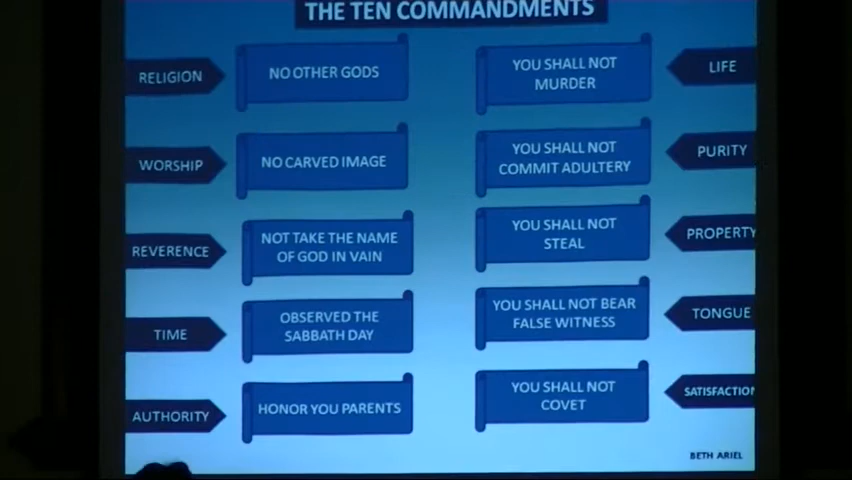 THE TEN COMMANDMENTS
RELIGION
NO OTHER GODS
WORSHIP
NO CARVED IMAGE
REVERENCE
NOT TAKE THE NAME
OF GOD IN VAIN
TIME
OBSERVED THE
SABBATH DAY
AUTHORITY
HONOR YOU PARENTS
YOU SHALL NOT
MURDER
LIFE
YOU SHALL NOT
COMMIT ADULTERY
PURITY
YOU SHALL NOT
STEAL
PROPERTY
YOU SHALL NOT BEAR
FALSE WITNESS
TONGUE
YOU SHALL NOT
COVET
SATISFACTION
BETH ARIEL